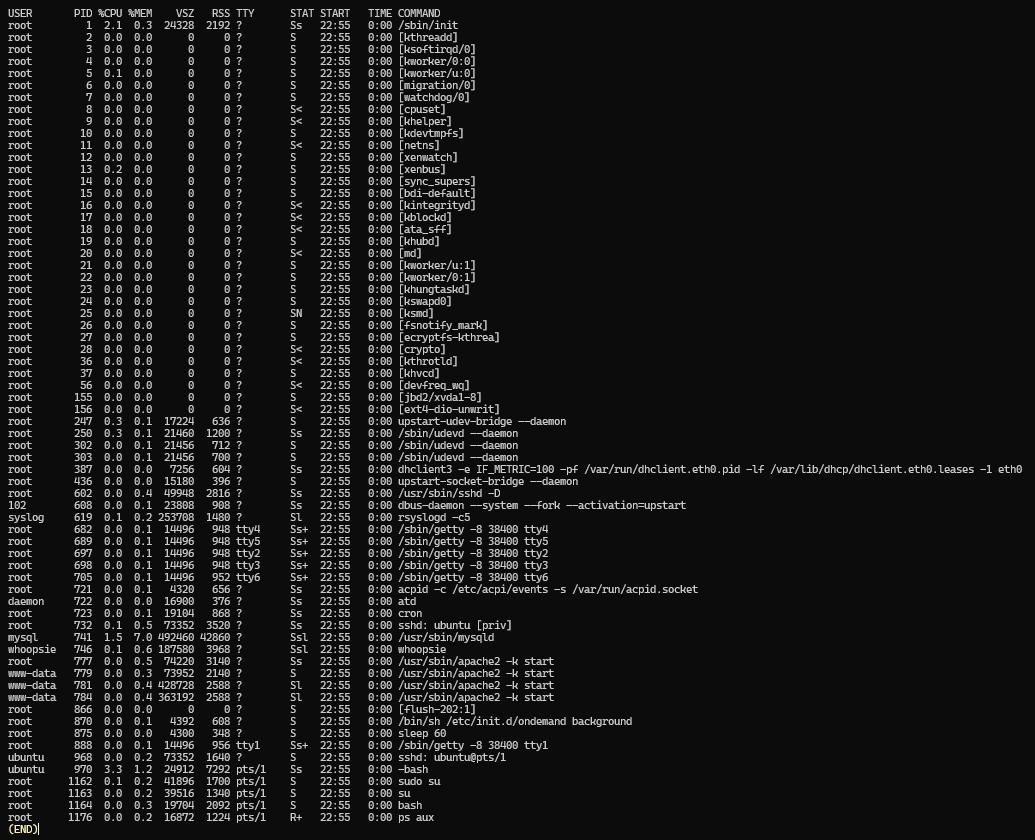 USER       PID %CPU %MEM    VSZ   RSS TTY      STAT START   TIME COMMAND
root         1  2.1  0.3  24328  2192 ?        Ss   22:55   0:00 /sbin/init
root         2  0.0  0.0      0     0 ?        S    22:55   0:00 [kthreadd]
root         3  0.0  0.0      0     0 ?        S    22:55   0:00 [ksoftirqd/0]
root         4  0.0  0.0      0     0 ?        S    22:55   0:00 [kworker/0:0]
root         5  0.1  0.0      0     0 ?        S    22:55   0:00 [kworker/u:0]
root         6  0.0  0.0      0     0 ?        S    22:55   0:00 [migration/0]
root         7  0.0  0.0      0     0 ?        S    22:55   0:00 [watchdog/0]
root         8  0.0  0.0      0     0 ?        S<   22:55   0:00 [cpuset]
root         9  0.0  0.0      0     0 ?        S<   22:55   0:00 [khelper]
root        10  0.0  0.0      0     0 ?        S    22:55   0:00 [kdevtmpfs]
root        11  0.0  0.0      0     0 ?        S<   22:55   0:00 [netns]
root        12  0.0  0.0      0     0 ?        S    22:55   0:00 [xenwatch]
root        13  0.2  0.0      0     0 ?        S    22:55   0:00 [xenbus]
root        14  0.0  0.0      0     0 ?        S    22:55   0:00 [sync_supers]
root        15  0.0  0.0      0     0 ?        S    22:55   0:00 [bdi-default]
root        16  0.0  0.0      0     0 ?        S<   22:55   0:00 [kintegrityd]
root        17  0.0  0.0      0     0 ?        S<   22:55   0:00 [kblockd]
root        18  0.0  0.0      0     0 ?        S<   22:55   0:00 [ata_sff]
root        19  0.0  0.0      0     0 ?        S    22:55   0:00 [khubd]
root        20  0.0  0.0      0     0 ?        S<   22:55   0:00 [md]
root        21  0.0  0.0      0     0 ?        S    22:55   0:00 [kworker/u:1]
root        22  0.0  0.0      0     0 ?        S    22:55   0:00 [kworker/0:1]
root        23  0.0  0.0      0     0 ?        S    22:55   0:00 [khungtaskd]
root        24  0.0  0.0      0     0 ?        S    22:55   0:00 [kswapd0]
root        25  0.0  0.0      0     0 ?        SN   22:55   0:00 [ksmd]
root        26  0.0  0.0      0     0 ?        S    22:55   0:00 [fsnotify_mark]
root        27  0.0  0.0      0     0 ?        S    22:55   0:00 [ecryptfs-kthrea]
root        28  0.0  0.0      0     0 ?        S<   22:55   0:00 [crypto]
root        36  0.0  0.0      0     0 ?        S<   22:55   0:00 [kthrotld]
root        37  0.0  0.0      0     0 ?        S    22:55   0:00 [khvcd]
root        56  0.0  0.0      0     0 ?        S<   22:55   0:00 [devfreq_wq]
root       155  0.0  0.0      0     0 ?        S    22:55   0:00 [jbd2/xvda1-8]
root       156  0.0  0.0      0     0 ?        S<   22:55   0:00 [ext4-dio-unwrit]
root       247  0.3  0.1  17224   636 ?        S    22:55   0:00 upstart-udev-bridge --daemon
root       250  0.3  0.1  21460  1200 ?        Ss   22:55   0:00 /sbin/udevd --daemon
root       302  0.0  0.1  21456   712 ?        S    22:55   0:00 /sbin/udevd --daemon
root       303  0.0  0.1  21456   700 ?        S    22:55   0:00 /sbin/udevd --daemon
root       387  0.0  0.0   7256   604 ?        Ss   22:55   0:00 dhclient3 -e IF_METRIC=100 -pf /var/run/dhclient.eth0.pid -lf /var/lib/dhcp/dhclient.eth0.leases -1 eth0
root       436  0.0  0.0  15180   396 ?        S    22:55   0:00 upstart-socket-bridge --daemon
root       602  0.0  0.4  49948  2816 ?        Ss   22:55   0:00 /usr/sbin/sshd -D
102        608  0.0  0.1  23808   908 ?        Ss   22:55   0:00 dbus-daemon --system --fork --activation=upstart
syslog     619  0.1  0.2 253708  1480 ?        Sl   22:55   0:00 rsyslogd -c5
root       682  0.0  0.1  14496   948 tty4     Ss+  22:55   0:00 /sbin/getty -8 38400 tty4
root       689  0.0  0.1  14496   948 tty5     Ss+  22:55   0:00 /sbin/getty -8 38400 tty5
root       697  0.0  0.1  14496   948 tty2     Ss+  22:55   0:00 /sbin/getty -8 38400 tty2
root       698  0.0  0.1  14496   948 tty3     Ss+  22:55   0:00 /sbin/getty -8 38400 tty3
root       705  0.0  0.1  14496   952 tty6     Ss+  22:55   0:00 /sbin/getty -8 38400 tty6
root       721  0.0  0.1   4320   656 ?        Ss   22:55   0:00 acpid -c /etc/acpi/events -s /var/run/acpid.socket
daemon     722  0.0  0.0  16900   376 ?        Ss   22:55   0:00 atd
root       723  0.0  0.1  19104   868 ?        Ss   22:55   0:00 cron
root       732  0.1  0.5  73352  3520 ?        Ss   22:55   0:00 sshd: ubuntu [priv]
mysql      741  1.5  7.0 492460 42860 ?        Ssl  22:55   0:00 /usr/sbin/mysqld
whoopsie   746  0.1  0.6 187580  3968 ?        Ssl  22:55   0:00 whoopsie
root       777  0.0  0.5  74220  3140 ?        Ss   22:55   0:00 /usr/sbin/apache2 -k start
www-data   779  0.0  0.3  73952  2140 ?        S    22:55   0:00 /usr/sbin/apache2 -k start
www-data   781  0.0  0.4 428728  2588 ?        Sl   22:55   0:00 /usr/sbin/apache2 -k start
www-data   784  0.0  0.4 363192  2588 ?        Sl   22:55   0:00 /usr/sbin/apache2 -k start
root       866  0.0  0.0      0     0 ?        S    22:55   0:00 [flush-202:1]
root       870  0.0  0.1   4392   608 ?        S    22:55   0:00 /bin/sh /etc/init.d/ondemand background
root       875  0.0  0.0   4300   348 ?        S    22:55   0:00 sleep 60
root       888  0.0  0.1  14496   956 tty1     Ss+  22:55   0:00 /sbin/getty -8 38400 tty1
ubuntu     968  0.0  0.2  73352  1640 ?        S    22:55   0:00 sshd: ubuntu@pts/1
ubuntu     970  3.3  1.2  24912  7292 pts/1    Ss   22:55   0:00 -bash
root      1162  0.1  0.2  41896  1700 pts/1    S    22:55   0:00 sudo su
root      1163  0.0  0.2  39516  1340 pts/1    S    22:55   0:00 su
root      1164  0.0  0.3  19704  2092 pts/1    S    22:55   0:00 bash
root      1176  0.0  0.2  16872  1224 pts/1    R+   22:55   0:00 ps aux
(END)